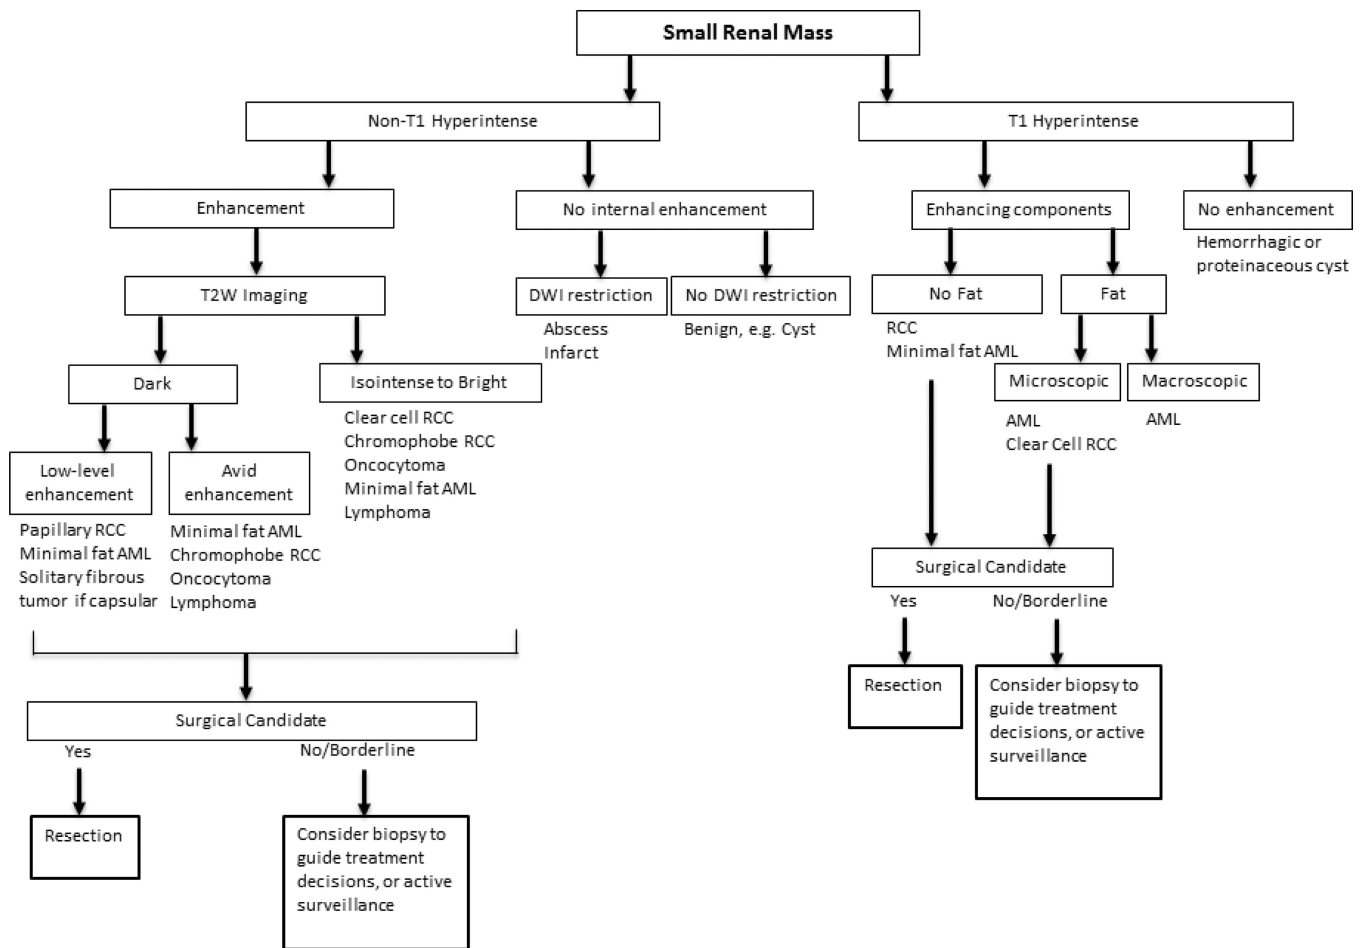 Small Renal Mass
Non-T1 Hyperintense
T1 Hyperintense
Enhancement
No internal enhancement
Enhancing components
No enhancement
Hemorrhagic or
proteinaceous cyst
T2W Imaging
DWI restriction
Abscess
Infarct
No DWI restriction
Benign, e.g. Cyst
No Fat
RCC
Minimal fat AML
Fat
Dark
Isointense to Bright
Clear cell RCC
Chromophobe RCC
Oncocytoma
Minimal fat AML
Lymphoma
Microscopic
AML
Clear Cell RCC
Macroscopic
AML
Low-level
enhancement
Papillary RCC
Minimal fat AML
Solitary fibrous
tumor if capsular
Avid
enhancement
Minimal fat AML
Chromophobe RCC
Oncocytoma
Lymphoma
Surgical Candidate
Yes
No/Borderline
Resection
Consider biopsy to
guide treatment
decisions, or active
surveillance
Surgical Candidate
Yes
No/Borderline
Resection
Consider biopsy to
guide treatment
decisions, or active
surveillance